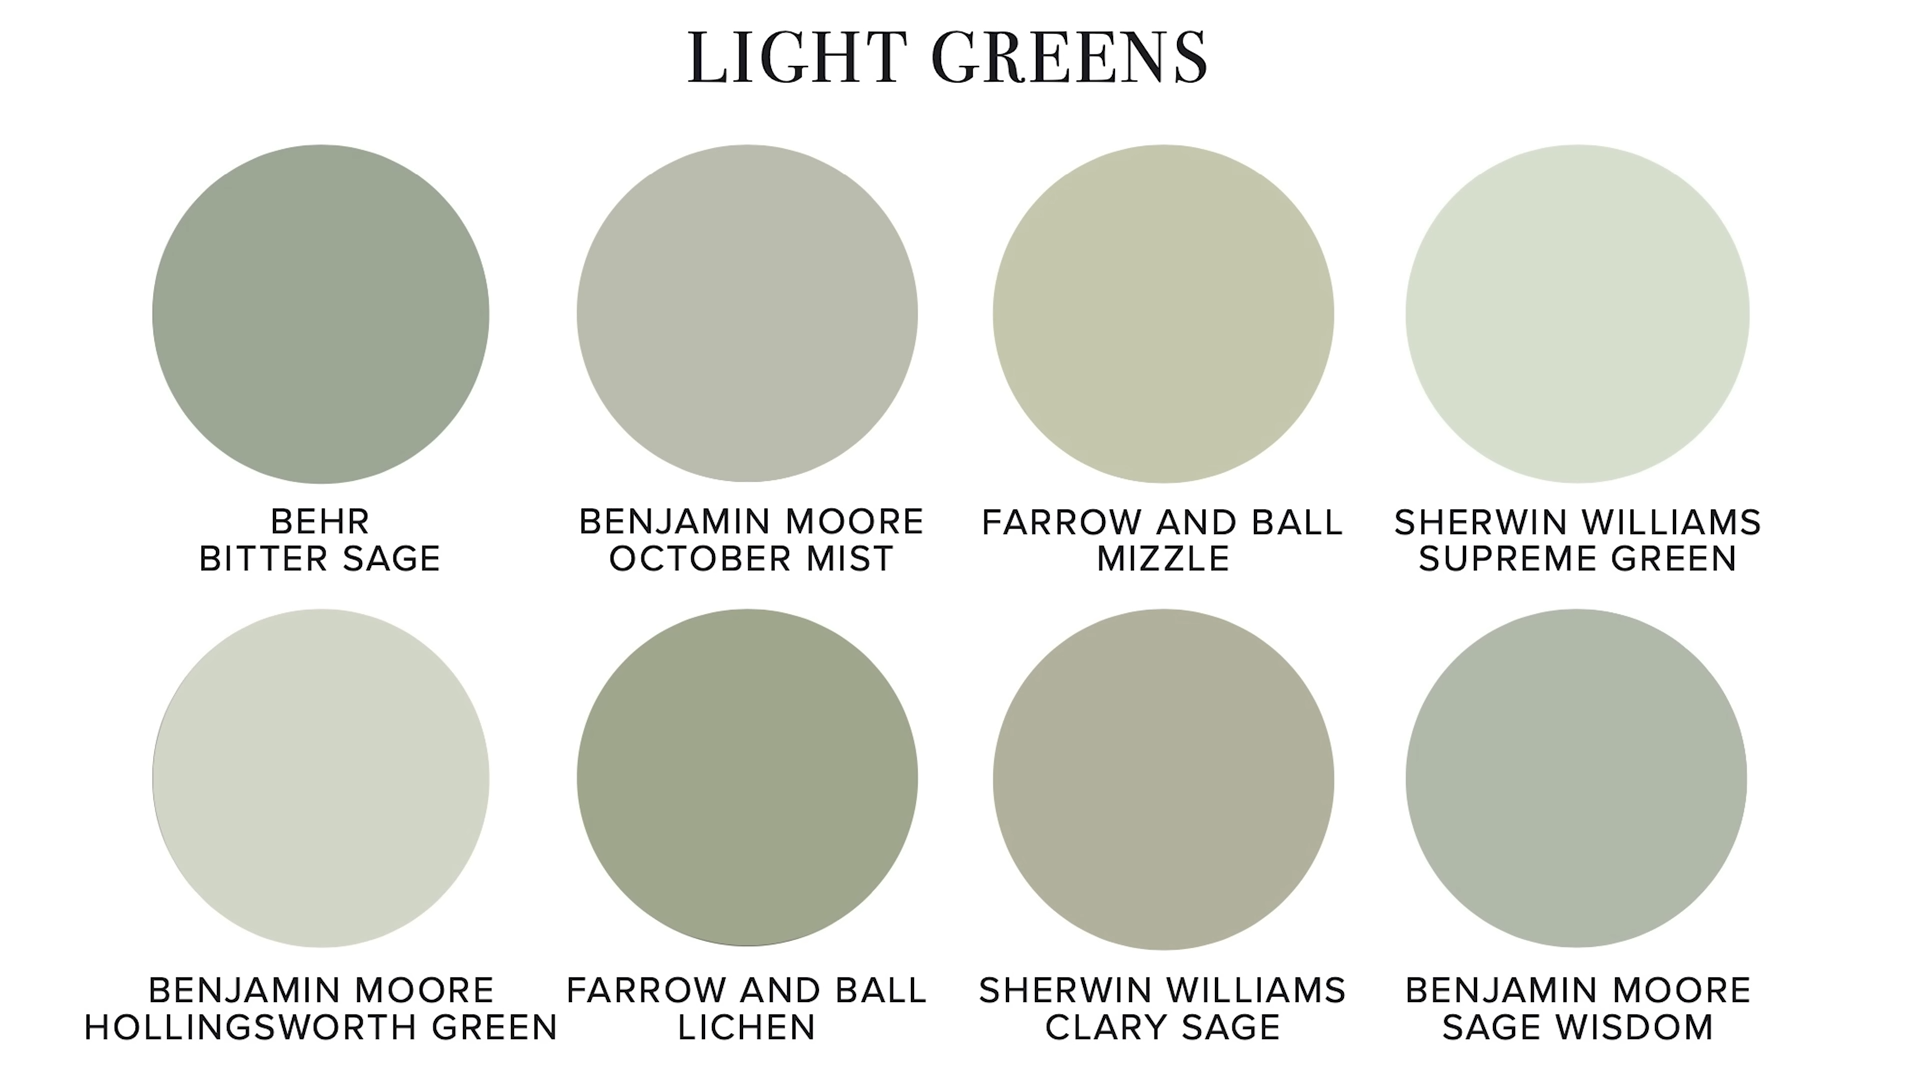 LIGHT GREENS
BEHR
BITTER SAGE
BENJAMIN MOORE
OCTOBER MIST
FARROW AND BALL
MIZZLE
SHERWIN WILLIAMS
SUPREME GREEN
BENJAMIN MOORE
HOLLINGSWORTH GREEN
FARROW AND BALL
LICHEN
SHERWIN WILLIAMS
CLARY SAGE
BENJAMIN MOORE
SAGE WISDOM